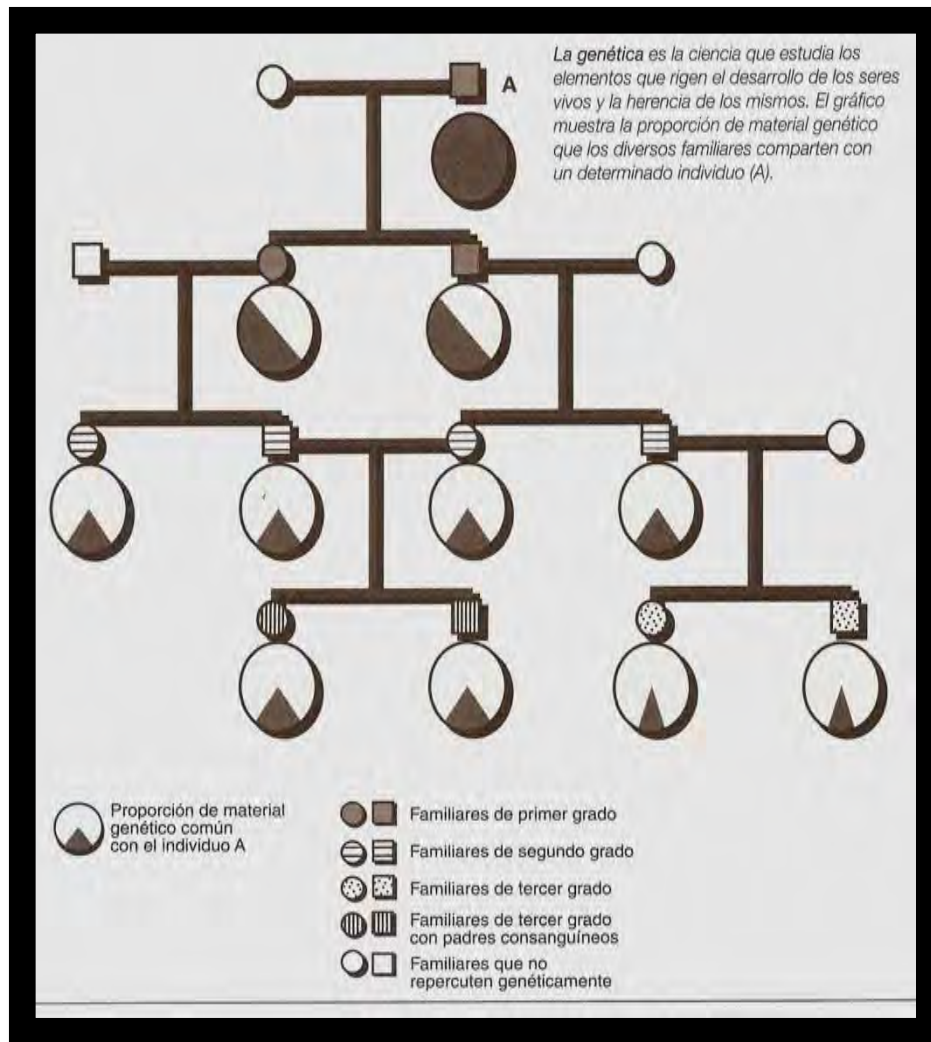 La genética es la ciencia que estudia los
elementos que rigen el desarrollo de los seres
vivos y la herencia de los mismos. El gráfico
muestra la proporción de material genético
que los diversos familiares comparten con
un determinado individuo (A).
A
Proporción de material
genético común
con el individuo A
Familiares de primer grado
Familiares de segundo grado
Familiares de tercer grado
Familiares de tercer grado
con padres consanguíneos
Familiares que no
repercuten genéticamente